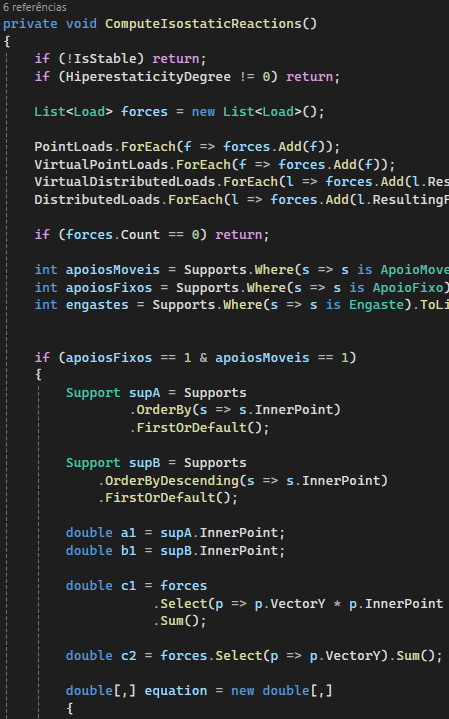 6 referências
private void ComputeIsostaticReactions()
{
if (!IsStable) return;
if (HiperestaticityDegree != 0) return;
List<Load> forces = new List<Load>();
PointLoads.ForEach(f => forces.Add(f));
VirtualPointLoads.ForEach(f => forces.Add(f));
VirtualDistributedLoads.ForEach(l => forces.Add(l.Res
DistributedLoads.ForEach(l => forces.Add(l.ResultingF
if (forces.Count == 0) return;
int apoiosMoveis = Supports.Where(s => s is ApoioMove
int apoiosFixos = Supports.Where(s => s is ApoioFixo)
int engastes = Supports.Where(s => s is Engaste).ToLi
if (apoiosFixos == 1 & apoiosMoveis == 1)
{
Support supA = Supports
.OrderBy(s => s.InnerPoint)
.FirstOrDefault();
Support supB = Supports
.OrderByDescending(s => s.InnerPoint)
.FirstOrDefault();
double a1 = supA.InnerPoint;
double b1 = supB.InnerPoint;
double c1 = forces
.Select(p => p.VectorY * p.InnerPoint
.Sum();
double c2 = forces.Select(p => p.VectorY).Sum();
double[,] equation = new double[,]
{